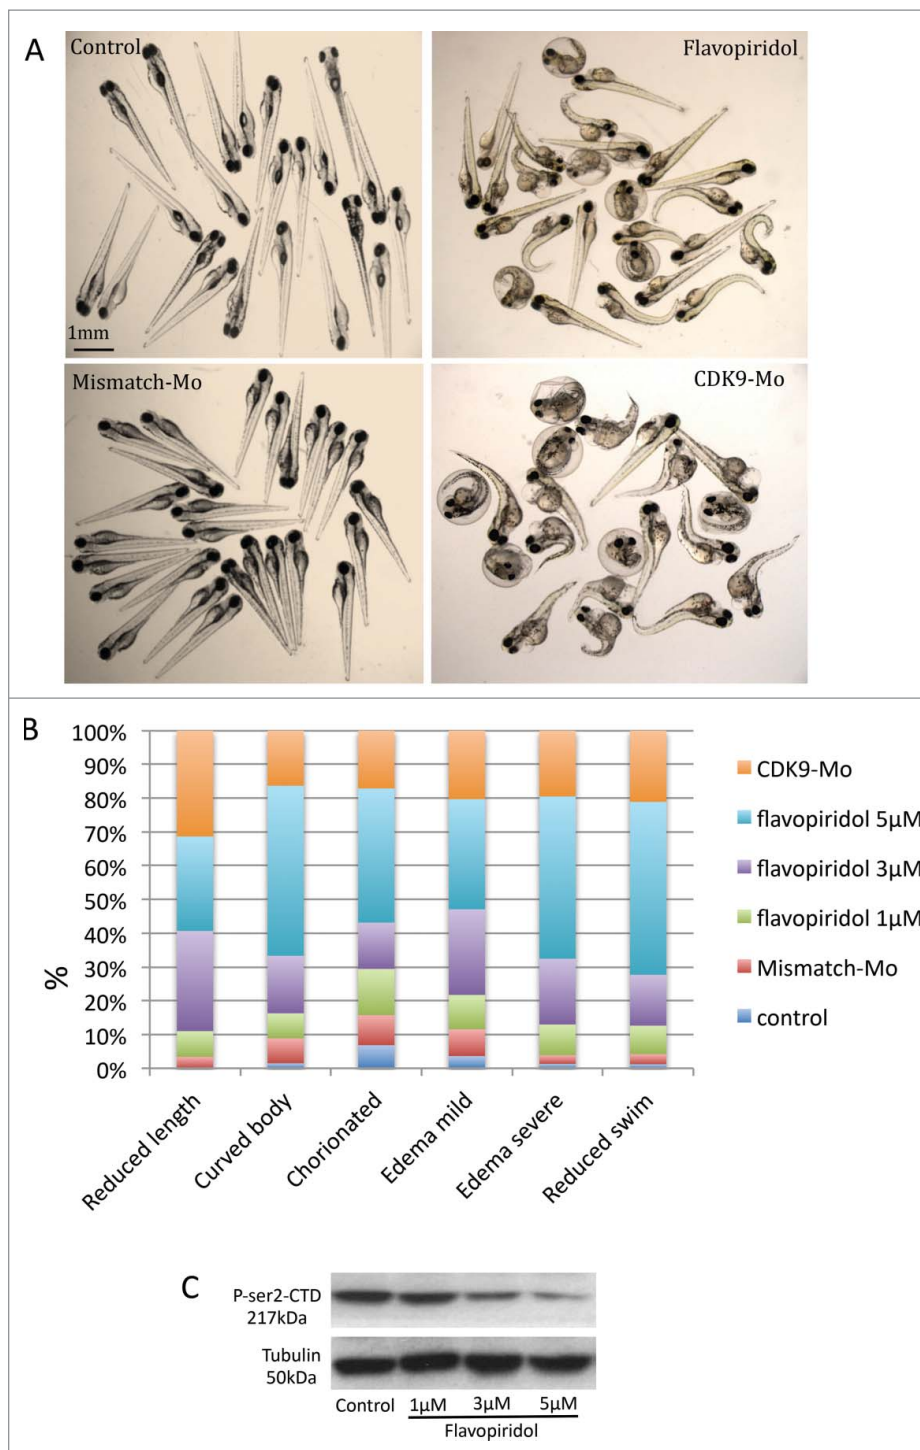 A
Control
Flavopiridol
1mm
Mismatch-Mo
CDK9-Mo
B
100%
90%
80%
70%
60%
50%
40%
30%
20%
10%
0%
%
Reduced length
Curved body
Chorionated
Edema mild
Edema severe
Reduced swim
CDK9-Mo
flavopiridol 5µM
flavopiridol 3µM
flavopiridol 1µM
Mismatch-Mo
control
C
P-ser2-CTD
217kDa
Tubulin
50kDa
Control 1µM 3µM 5µM
Flavopiridol